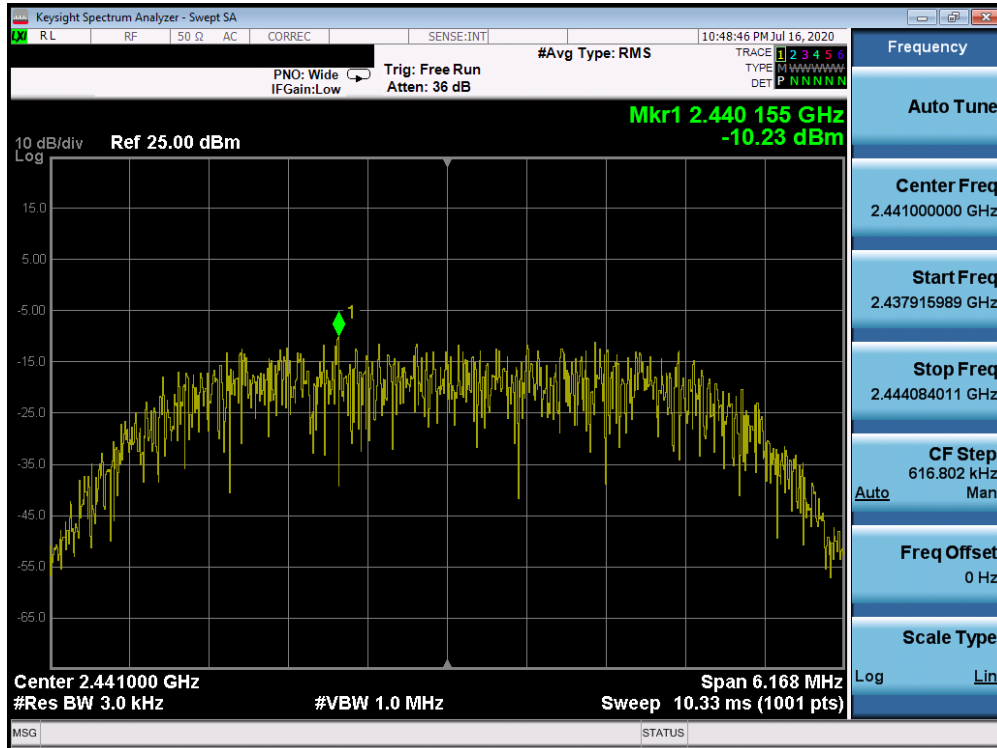 Keysight Spectrum Analyzer - Swept SA
LXI RL RF 50 Ω AC CORREC SENSE:INT 10:48:46 PM Jul 16, 2020
#Avg Type: RMS TRACE 1 2 3 4 5 6
PNO: Wide Trig: Free Run TYPE M WWWWW
IFGain:Low Atten: 36 dB DET P N N N N N
Mkr1 2.440 155 GHz
-10.23 dBm
10 dB/div Ref 25.00 dBm
Log
15.0
5.00
-5.00
1
-15.0
-25.0
-35.0
-45.0
-55.0
-65.0
Center 2.441000 GHz Span 6.168 MHz
#Res BW 3.0 kHz #VBW 1.0 MHz Sweep 10.33 ms (1001 pts)
MSG STATUS
Frequency
Auto Tune
Center Freq
2.441000000 GHz
Start Freq
2.437915989 GHz
Stop Freq
2.444084011 GHz
CF Step
616.802 kHz
Auto Man
Freq Offset
0 Hz
Scale Type
Log Lin